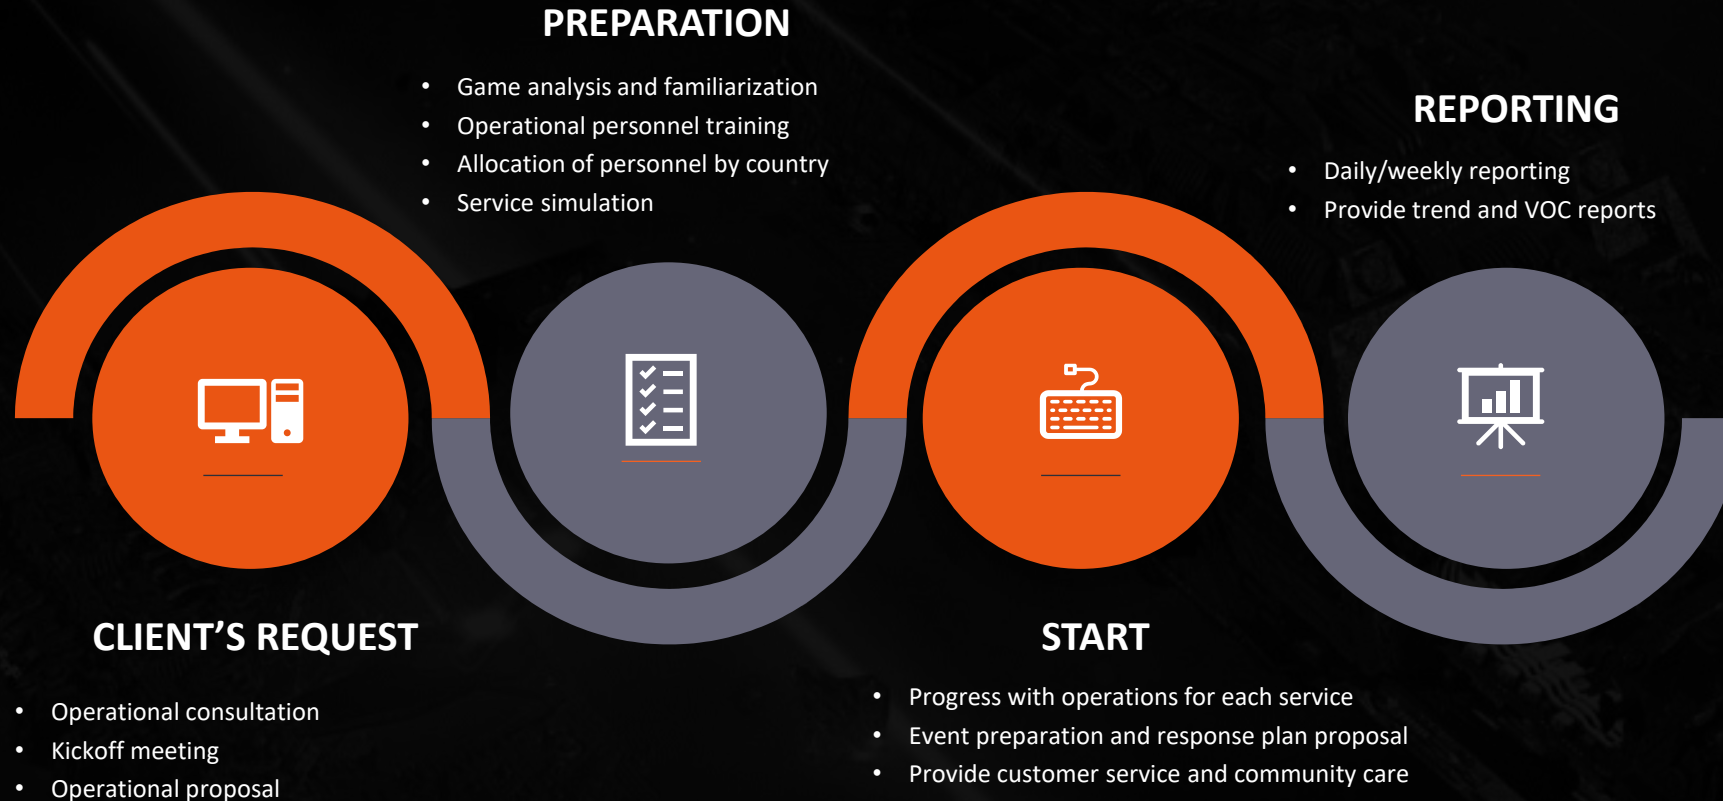 PREPARATION
• Game analysis and familiarization
• Operational personnel training
• Allocation of personnel by country
• Service simulation
REPORTING
• Daily/weekly reporting
• Provide trend and VOC reports
CLIENT’S REQUEST
• Operational consultation
• Kickoff meeting
• Operational proposal
START
• Progress with operations for each service
• Event preparation and response plan proposal
• Provide customer service and community care